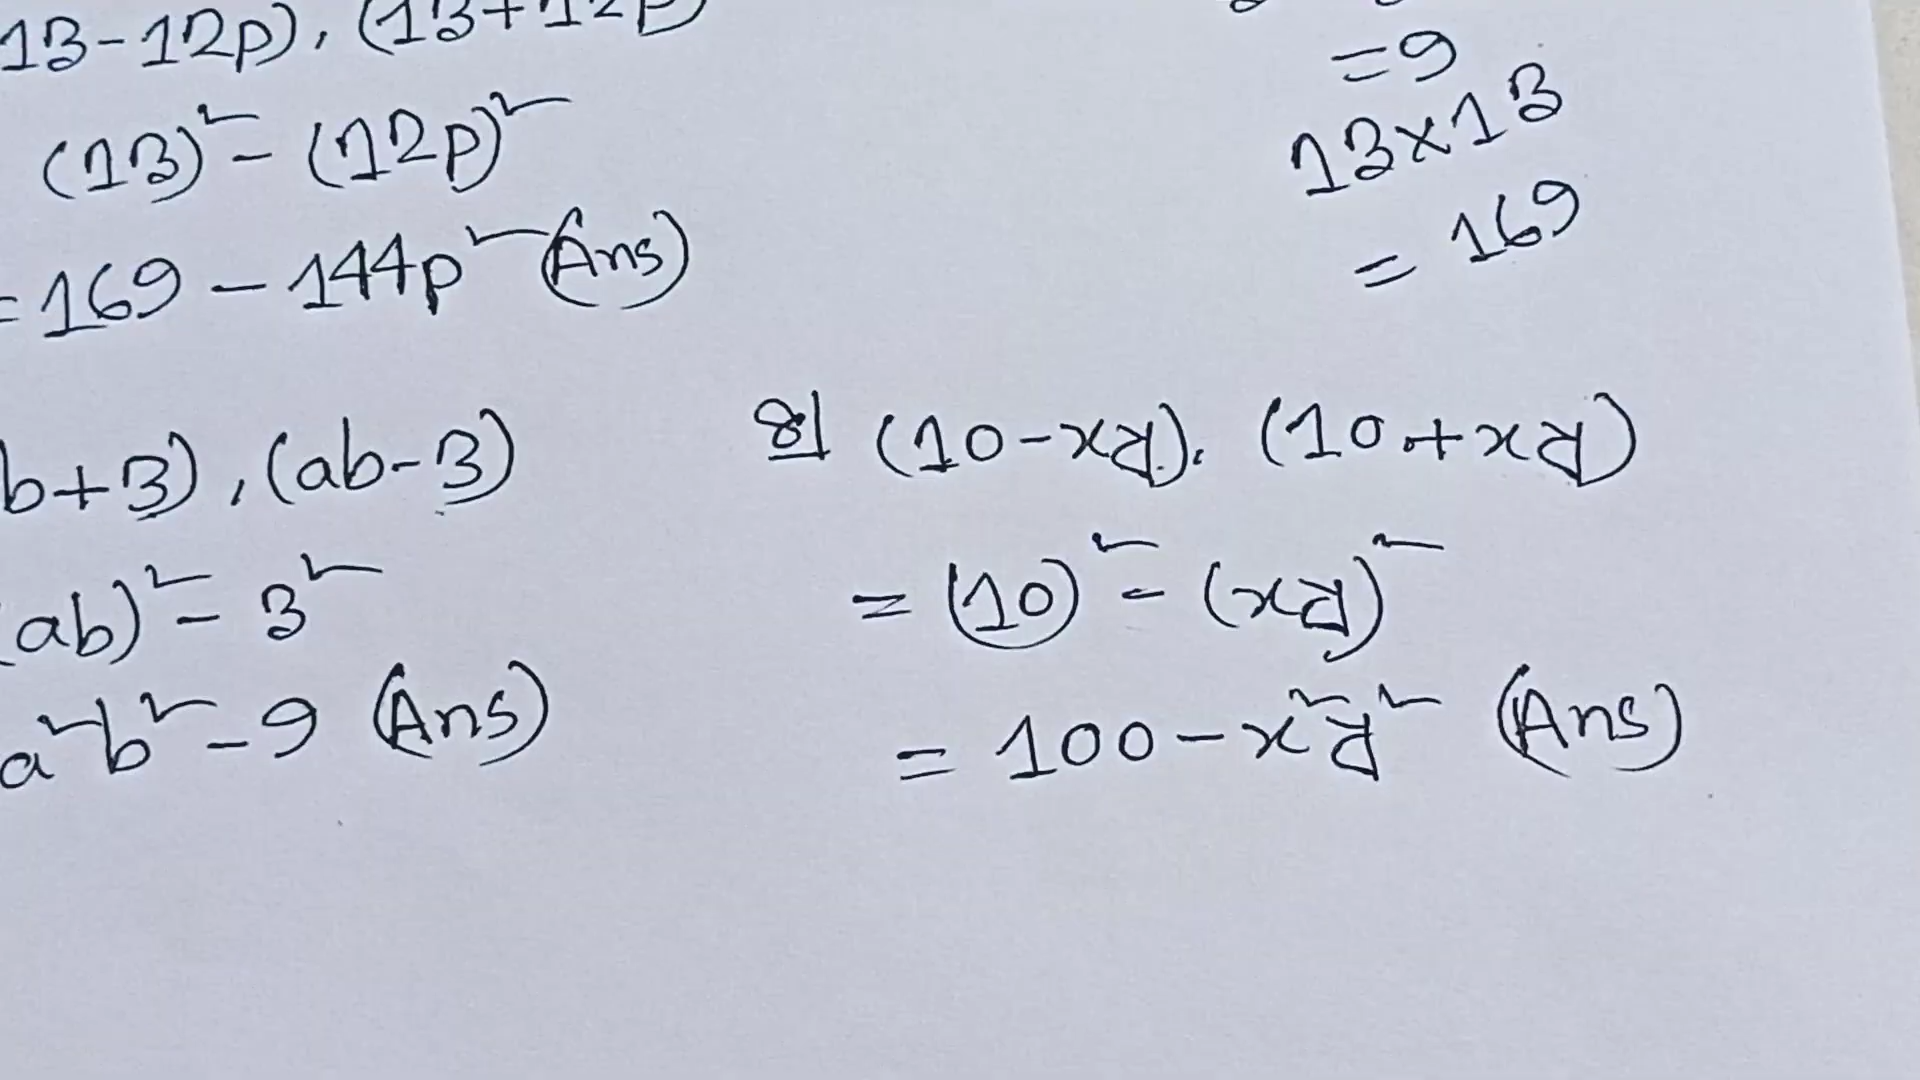 13-12p), (13+12p)
(13)² - (12p)²
= 169 - 144p² (Ans)
=9
13×13
= 169
b+3), (ab-3)
(ab)² - 3²
a²b² - 9 (Ans)
(10-xy), (10+xy)
= (10)² - (xy)²
= 100 - x²y² (Ans)